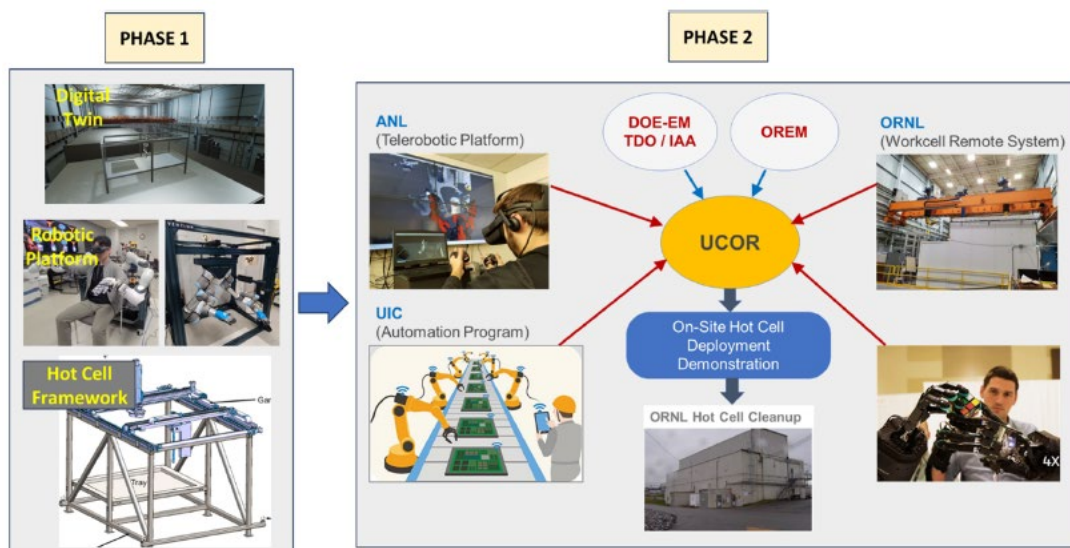 PHASE 1
Digital
Twin
Robotic
Platform
Hot Cell
Framework
Tray
PHASE 2
ANL
(Telerobotic Platform)
DOE-EM
TDO / IAA
OREM
ORNL
(Workcell Remote System)
UCOR
UIC
(Automation Program)
On-Site Hot Cell
Deployment
Demonstration
ORNL Hot Cell Cleanup
4X